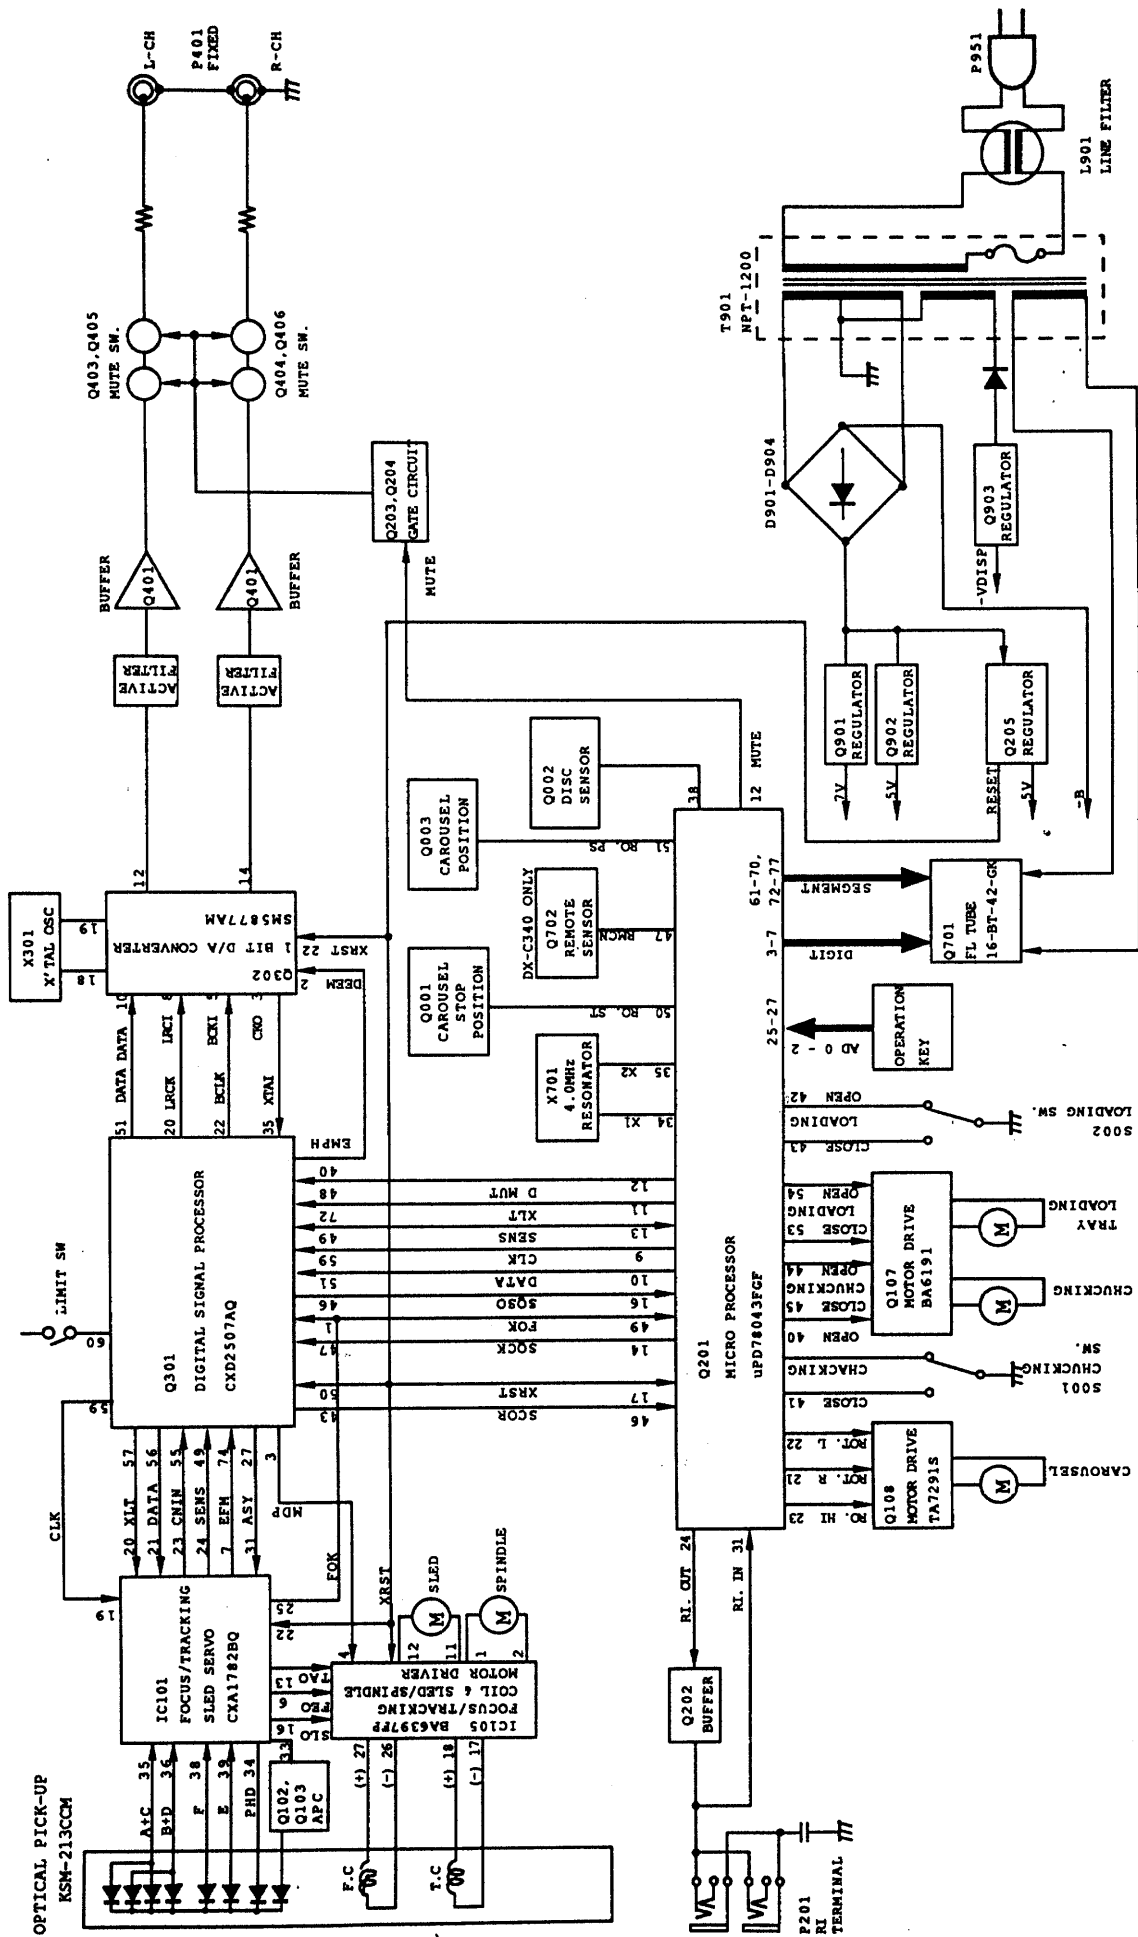 OPTICAL PICK-UP
KSM-213CCM
A+C 35
B+D 36
F 38
E 39
PHD 34
33
Q102,
Q103
APC
F.C
T.C
(+) 27
(-) 26
(+) 18
(-) 17
19
IC101
FOCUS/TRACKING
SLED SERVO
CXA1782BQ
SLO 16
FEO 6
TAO 13
22
25
IC105 BA6397FP
FOCUS/TRACKING
COIL & SLED/SPINDLE
MOTOR DRIVER
4
12
11
1
2
M
SLED
M
SPINDLE
XRST
FOK
CLK
20 XLT 57
21 DATA 56
23 CNIN 55
24 SENS 49
7 EFM 74
31 ASY 27
MDP
3
59
60
LIMIT SW
Q301
DIGITAL SIGNAL PROCESSOR
CXD2507AQ
43 SCOR 46
50 XRST 17
47 SQCK 14
1 FOK 49
46 SQSO 16
51 DATA 10
59 CLK 9
49 SENS 13
72 XLT 11
48 D MUT 12
40
EMPH
DEEM
51 DATA DATA 10
20 LRCK LRCI 8
22 BCLK BCKI
35 XTAI CKO 3
X301
X'TAL OSC
18
19
Q302
1 BIT D/A CONVERTER
SM5877AM
2
22 XRST
12
14
ACTIVE
FILTER
ACTIVE
FILTER
BUFFER
Q401
Q401
BUFFER
Q403,Q405
MUTE SW.
Q404,Q406
MUTE SW.
Q203,Q204
GATE CIRCUIT
MUTE
L-CH
P401
FIXED
R-CH
P201
RI
TERMINAL
Q202
BUFFER
RI. OUT 24
RI. IN 31
Q201
MICRO PROCESSOR
uPD78043FGF
X701
4.0MHz
RESONATOR
34 X1
35 X2
Q001
CAROUSEL
STOP
POSITION
50 RO. ST
DX-C340 ONLY
Q702
REMOTE
SENSOR
47 RMCN
Q003
CAROUSEL
POSITION
51 RO. PS
Q002
DISC
SENSOR
38
12 MUTE
23 RO. HI
21 ROT. R
22 ROT. L
Q108
MOTOR DRIVE
TA7291S
M
CAROUSEL
41 CLOSE
CHACKING
40 OPEN
S001
CHUCKING
SW.
45 CLOSE
CHUCKING
44 OPEN
53 CLOSE
LOADING
54 OPEN
Q107
MOTOR DRIVE
BA6191
M
CHUCKING
M
TRAY
LOADING
43 CLOSE
LOADING
42 OPEN
S002
LOADING SW.
25-27
AD 0 - 2
OPERATION
KEY
3-7
DIGIT
61-70,
72-77
SEGMENT
Q701
FL TUBE
16-BT-42-GK
Q901
REGULATOR
7V
Q902
REGULATOR
5V
Q205
REGULATOR
RESET
5V
-B
-VDISP
Q903
REGULATOR
D901-D904
T901
NPT-1200
L901
LINE FILTER
P951